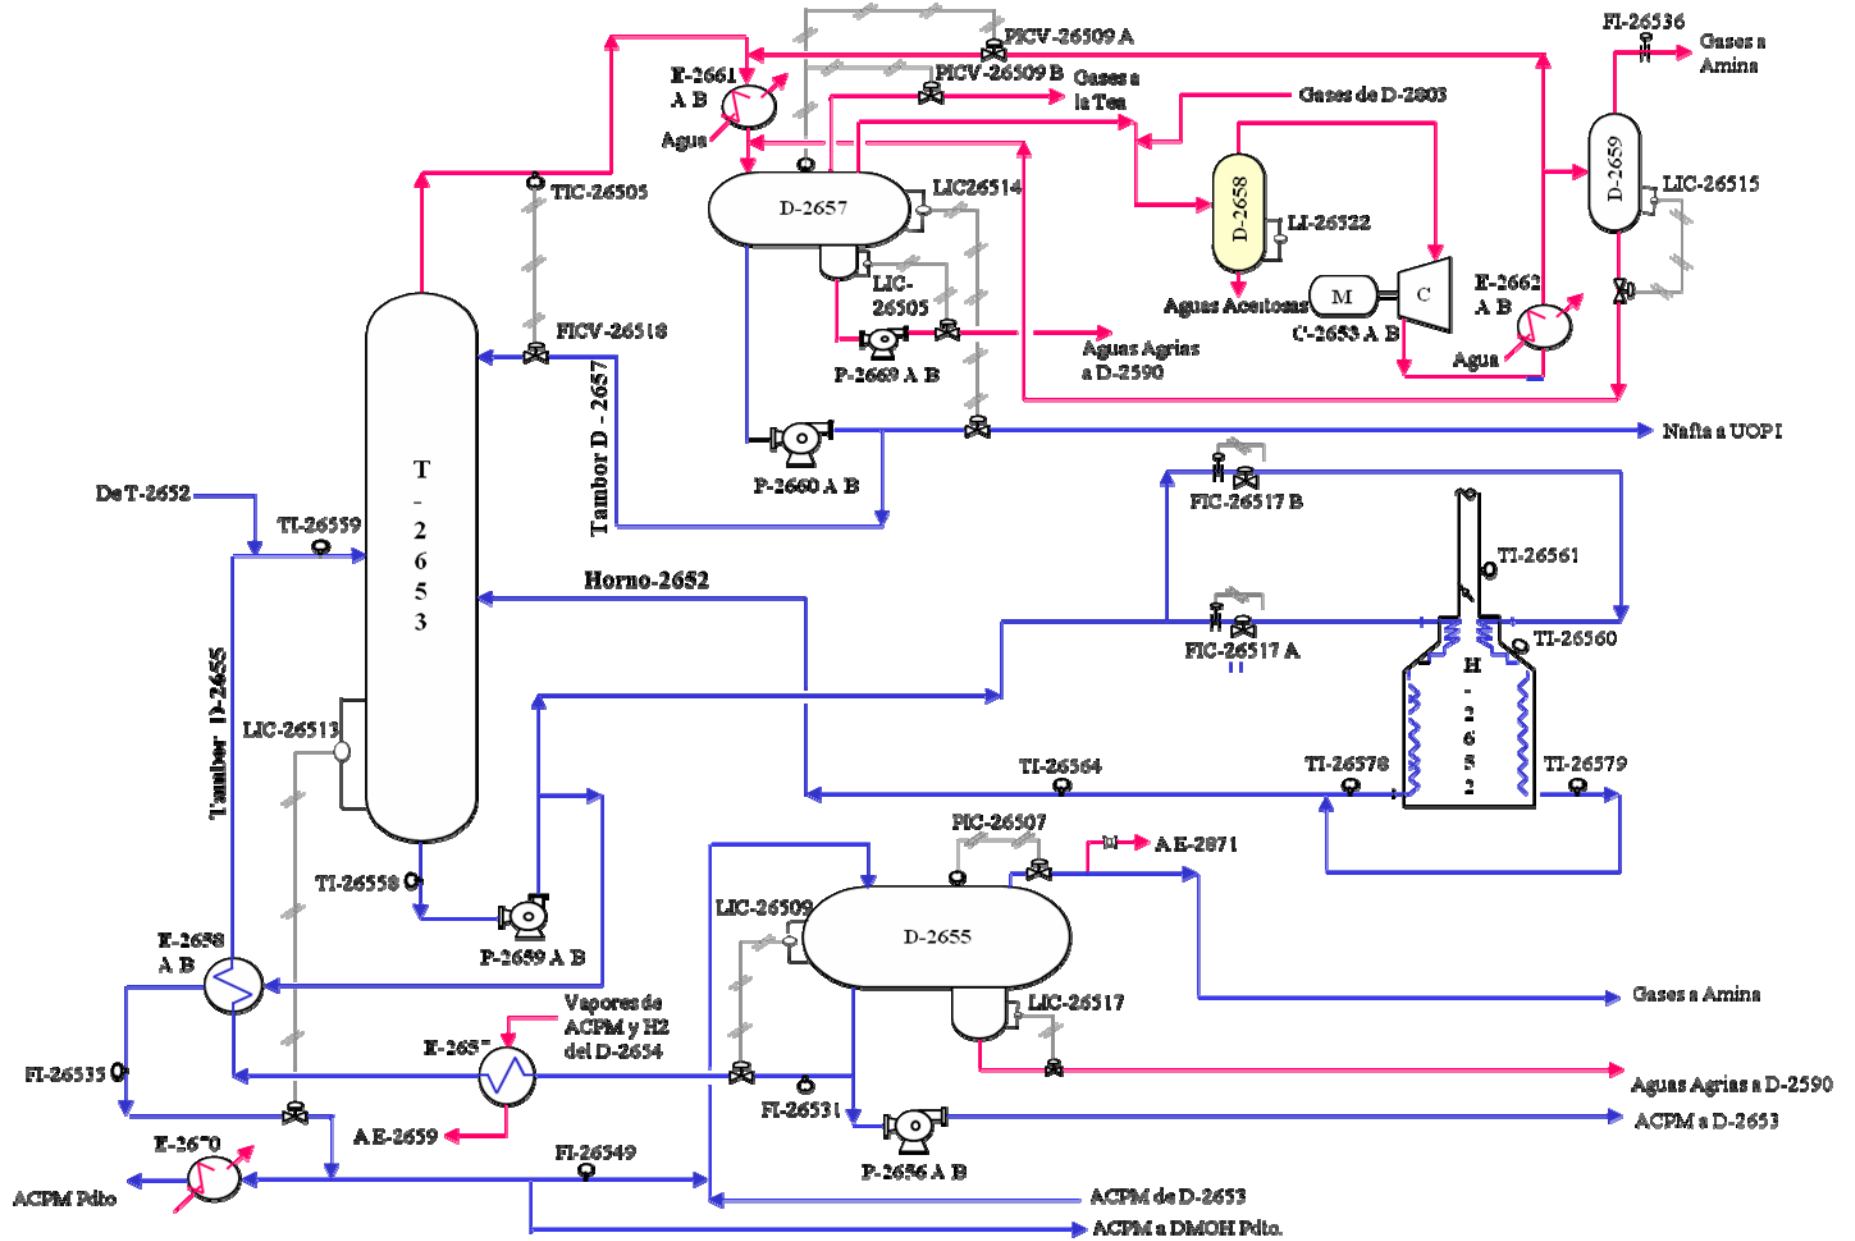 FI-26536
PICV-26509 A
Gases a
Amina
E-2661
A B
PICV-26509 B
Gases a
la Tea
Gases de D-2803
Agua
TIC-26505
LIC26514
D-2657
D-2658
D-2659
LIC-26515
LI-26522
LIC-
26505
Aguas Aceitosas
M
C
E-2662
A B
C-2653 A B
FICV-26518
P-2669 A B
Aguas Agrias
a D-2590
Agua
Tambor D - 2657
Nafta a UOP I
T
-
2
6
5
3
P-2660 A B
De T-2652
TI-26559
FIC-26517 B
TI-26561
Horno-2652
FIC-26517 A
TI-26560
H
-
2
6
5
2
Tambor D-2655
LIC-26513
TI-26564
TI-26578
TI-26579
PIC-26507
AE-2871
TI-26558
LIC-26509
D-2655
E-2658
A B
P-2659 A B
Vapores de
ACPM y H2
del D-2654
LIC-26517
Gases a Amina
FI-26535
FI-26531
Aguas Agrias a D-2590
AE-2659
ACPM a D-2653
FI-26549
P-2656 A B
ACPM Pdto
ACPM de D-2653
ACPM a DMOH Pdto.